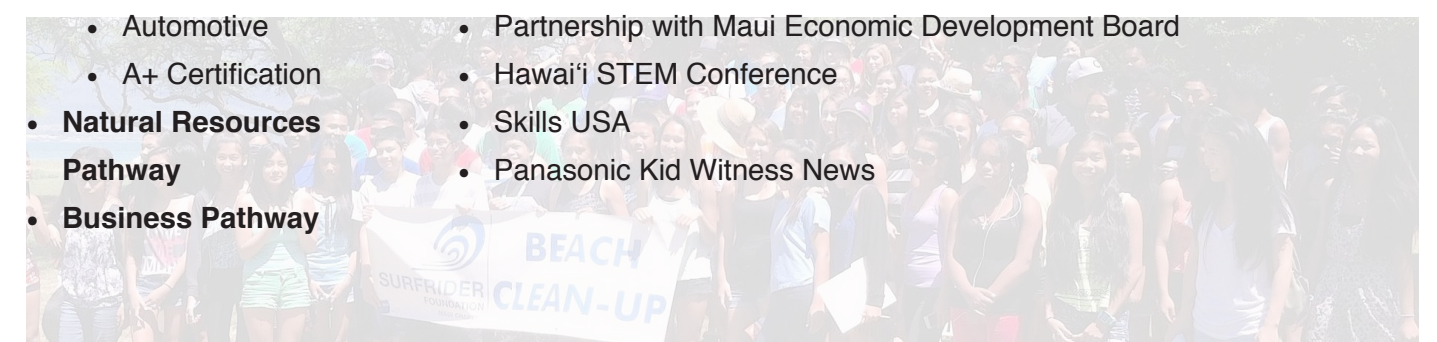 • Automotive
• A+ Certification
• Natural Resources
Pathway
• Business Pathway
• Partnership with Maui Economic Development Board
• Hawaiʻi STEM Conference
• Skills USA
• Panasonic Kid Witness News
SURFRIDER
FOUNDATION
BEACH
CLEAN-UP